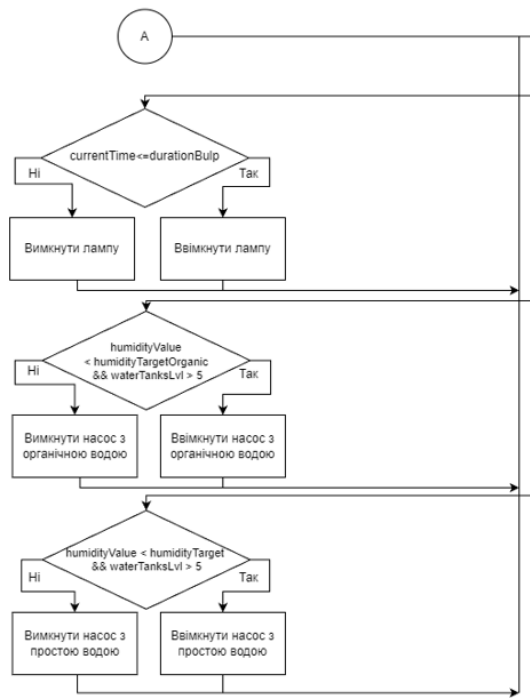 A
currentTime<=durationBulp
Ні
Так
Вимкнути лампу
Ввімкнути лампу
humidityValue
< humidityTargetOrganic
&& waterTanksLvl > 5
Ні
Так
Вимкнути насос з
органічною водою
Ввімкнути насос з
органічною водою
humidityValue < humidityTarget
&& waterTanksLvl > 5
Ні
Так
Вимкнути насос з
простою водою
Ввімкнути насос з
простою водою